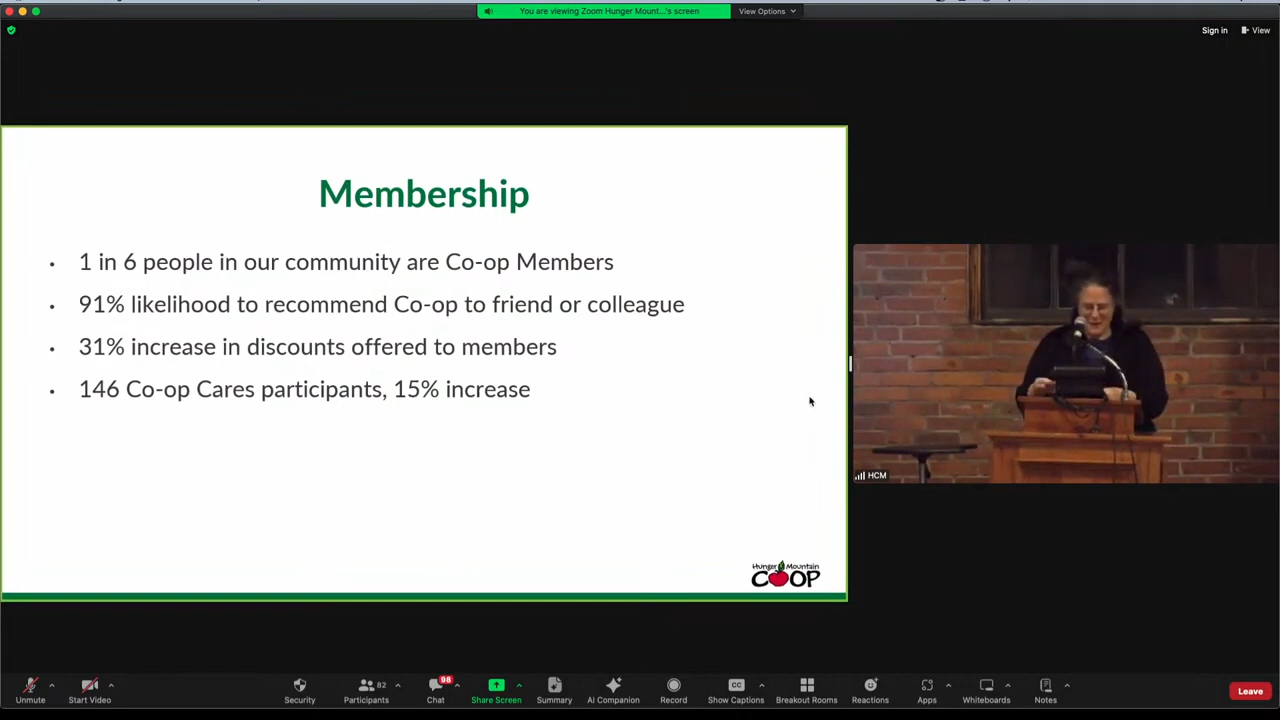 You are viewing Zoom Hunger Mount...'s screen
View Options
Sign in
View
Membership
• 1 in 6 people in our community are Co-op Members
• 91% likelihood to recommend Co-op to friend or colleague
• 31% increase in discounts offered to members
• 146 Co-op Cares participants, 15% increase
Hunger Mountain
COOP
HCM
82
98
CC
Unmute
Start Video
Security
Participants
Chat
Share Screen
Summary
AI Companion
Record
Show Captions
Breakout Rooms
Reactions
Apps
Whiteboards
Notes
Leave